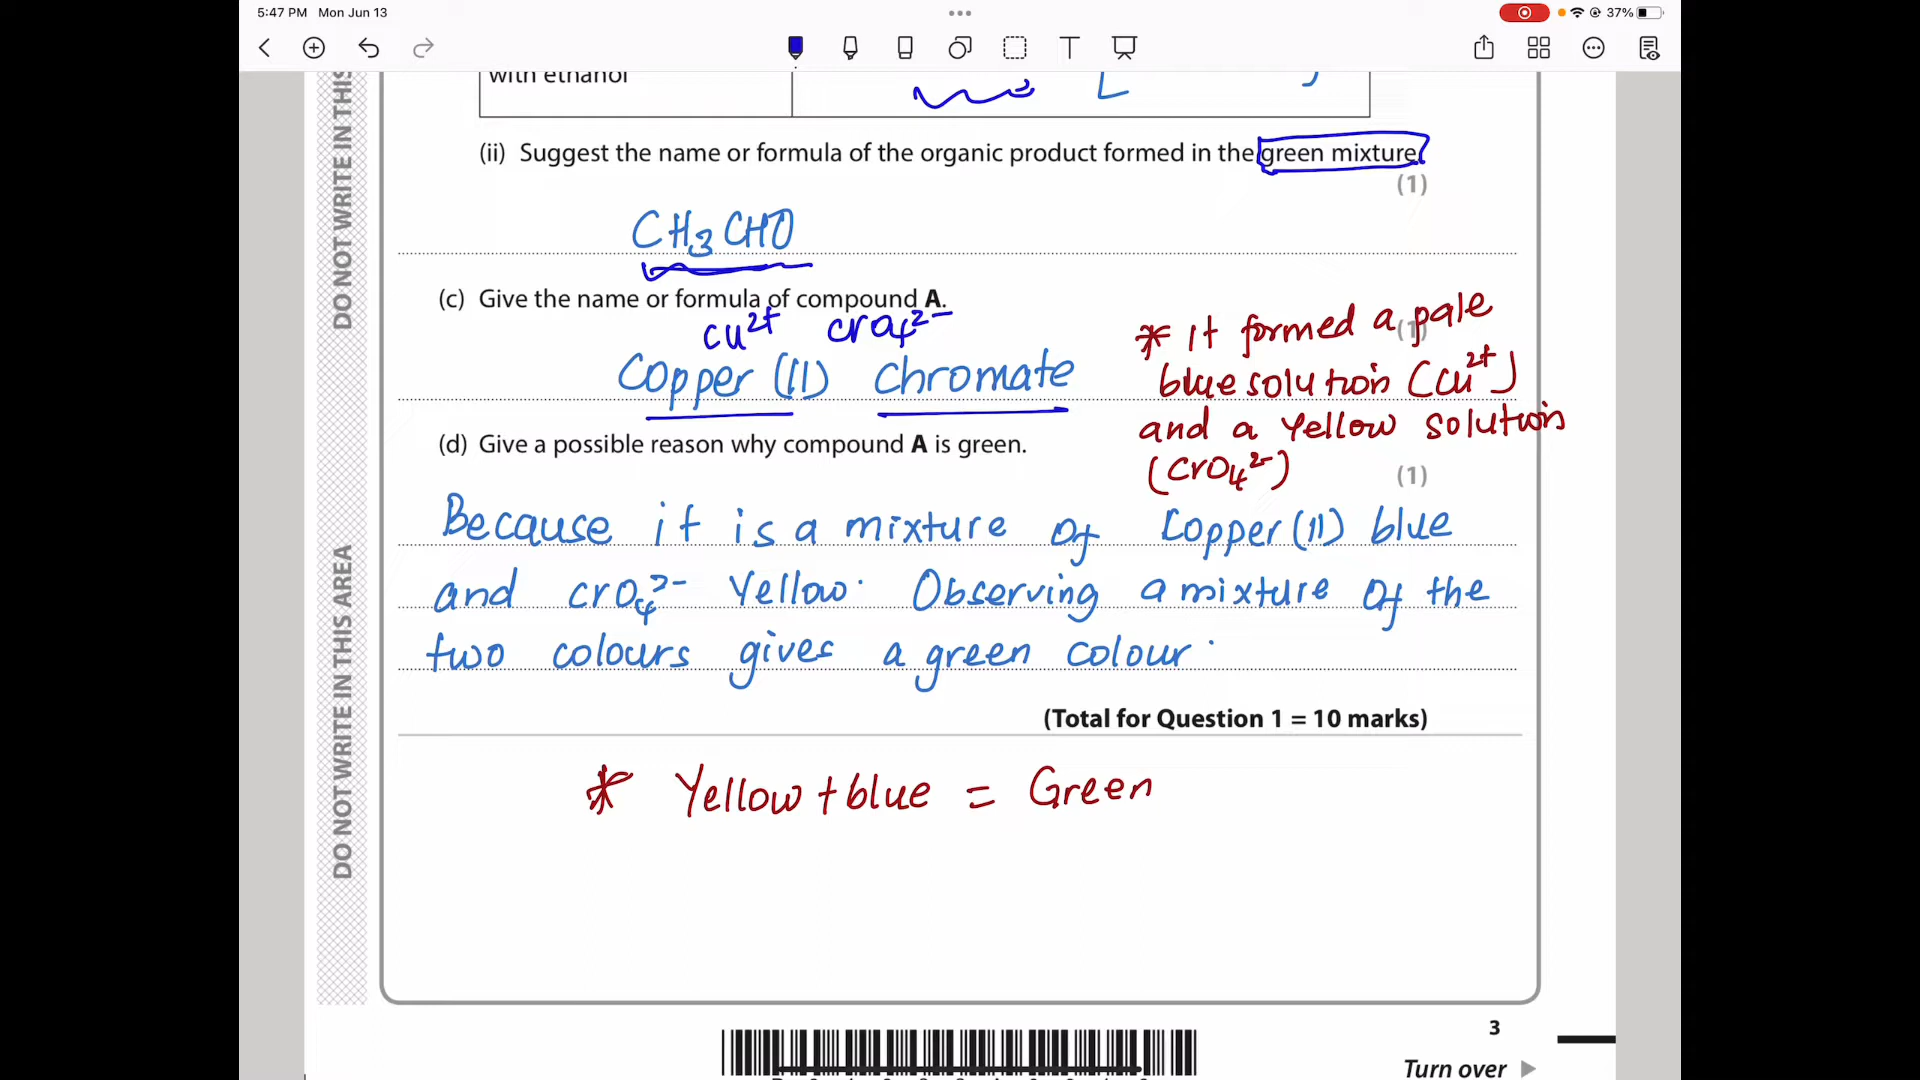 5:47 PM Mon Jun 13
37%
with ethanol
(ii) Suggest the name or formula of the organic product formed in the green mixture.
(1)
CH3CHO
(c) Give the name or formula of compound A.
(1)
Cu2+ CrO42-
Copper (II) Chromate
* It formed a pale
blue solution (Cu2+)
and a Yellow solution
(CrO42-)
(d) Give a possible reason why compound A is green.
(1)
Because it is a mixture of Copper (II) blue
and CrO42- Yellow. Observing a mixture of the
two colours gives a green colour.
(Total for Question 1 = 10 marks)
* Yellow + blue = Green
3
Turn over
DO NOT WRITE IN THIS
DO NOT WRITE IN THIS AREA